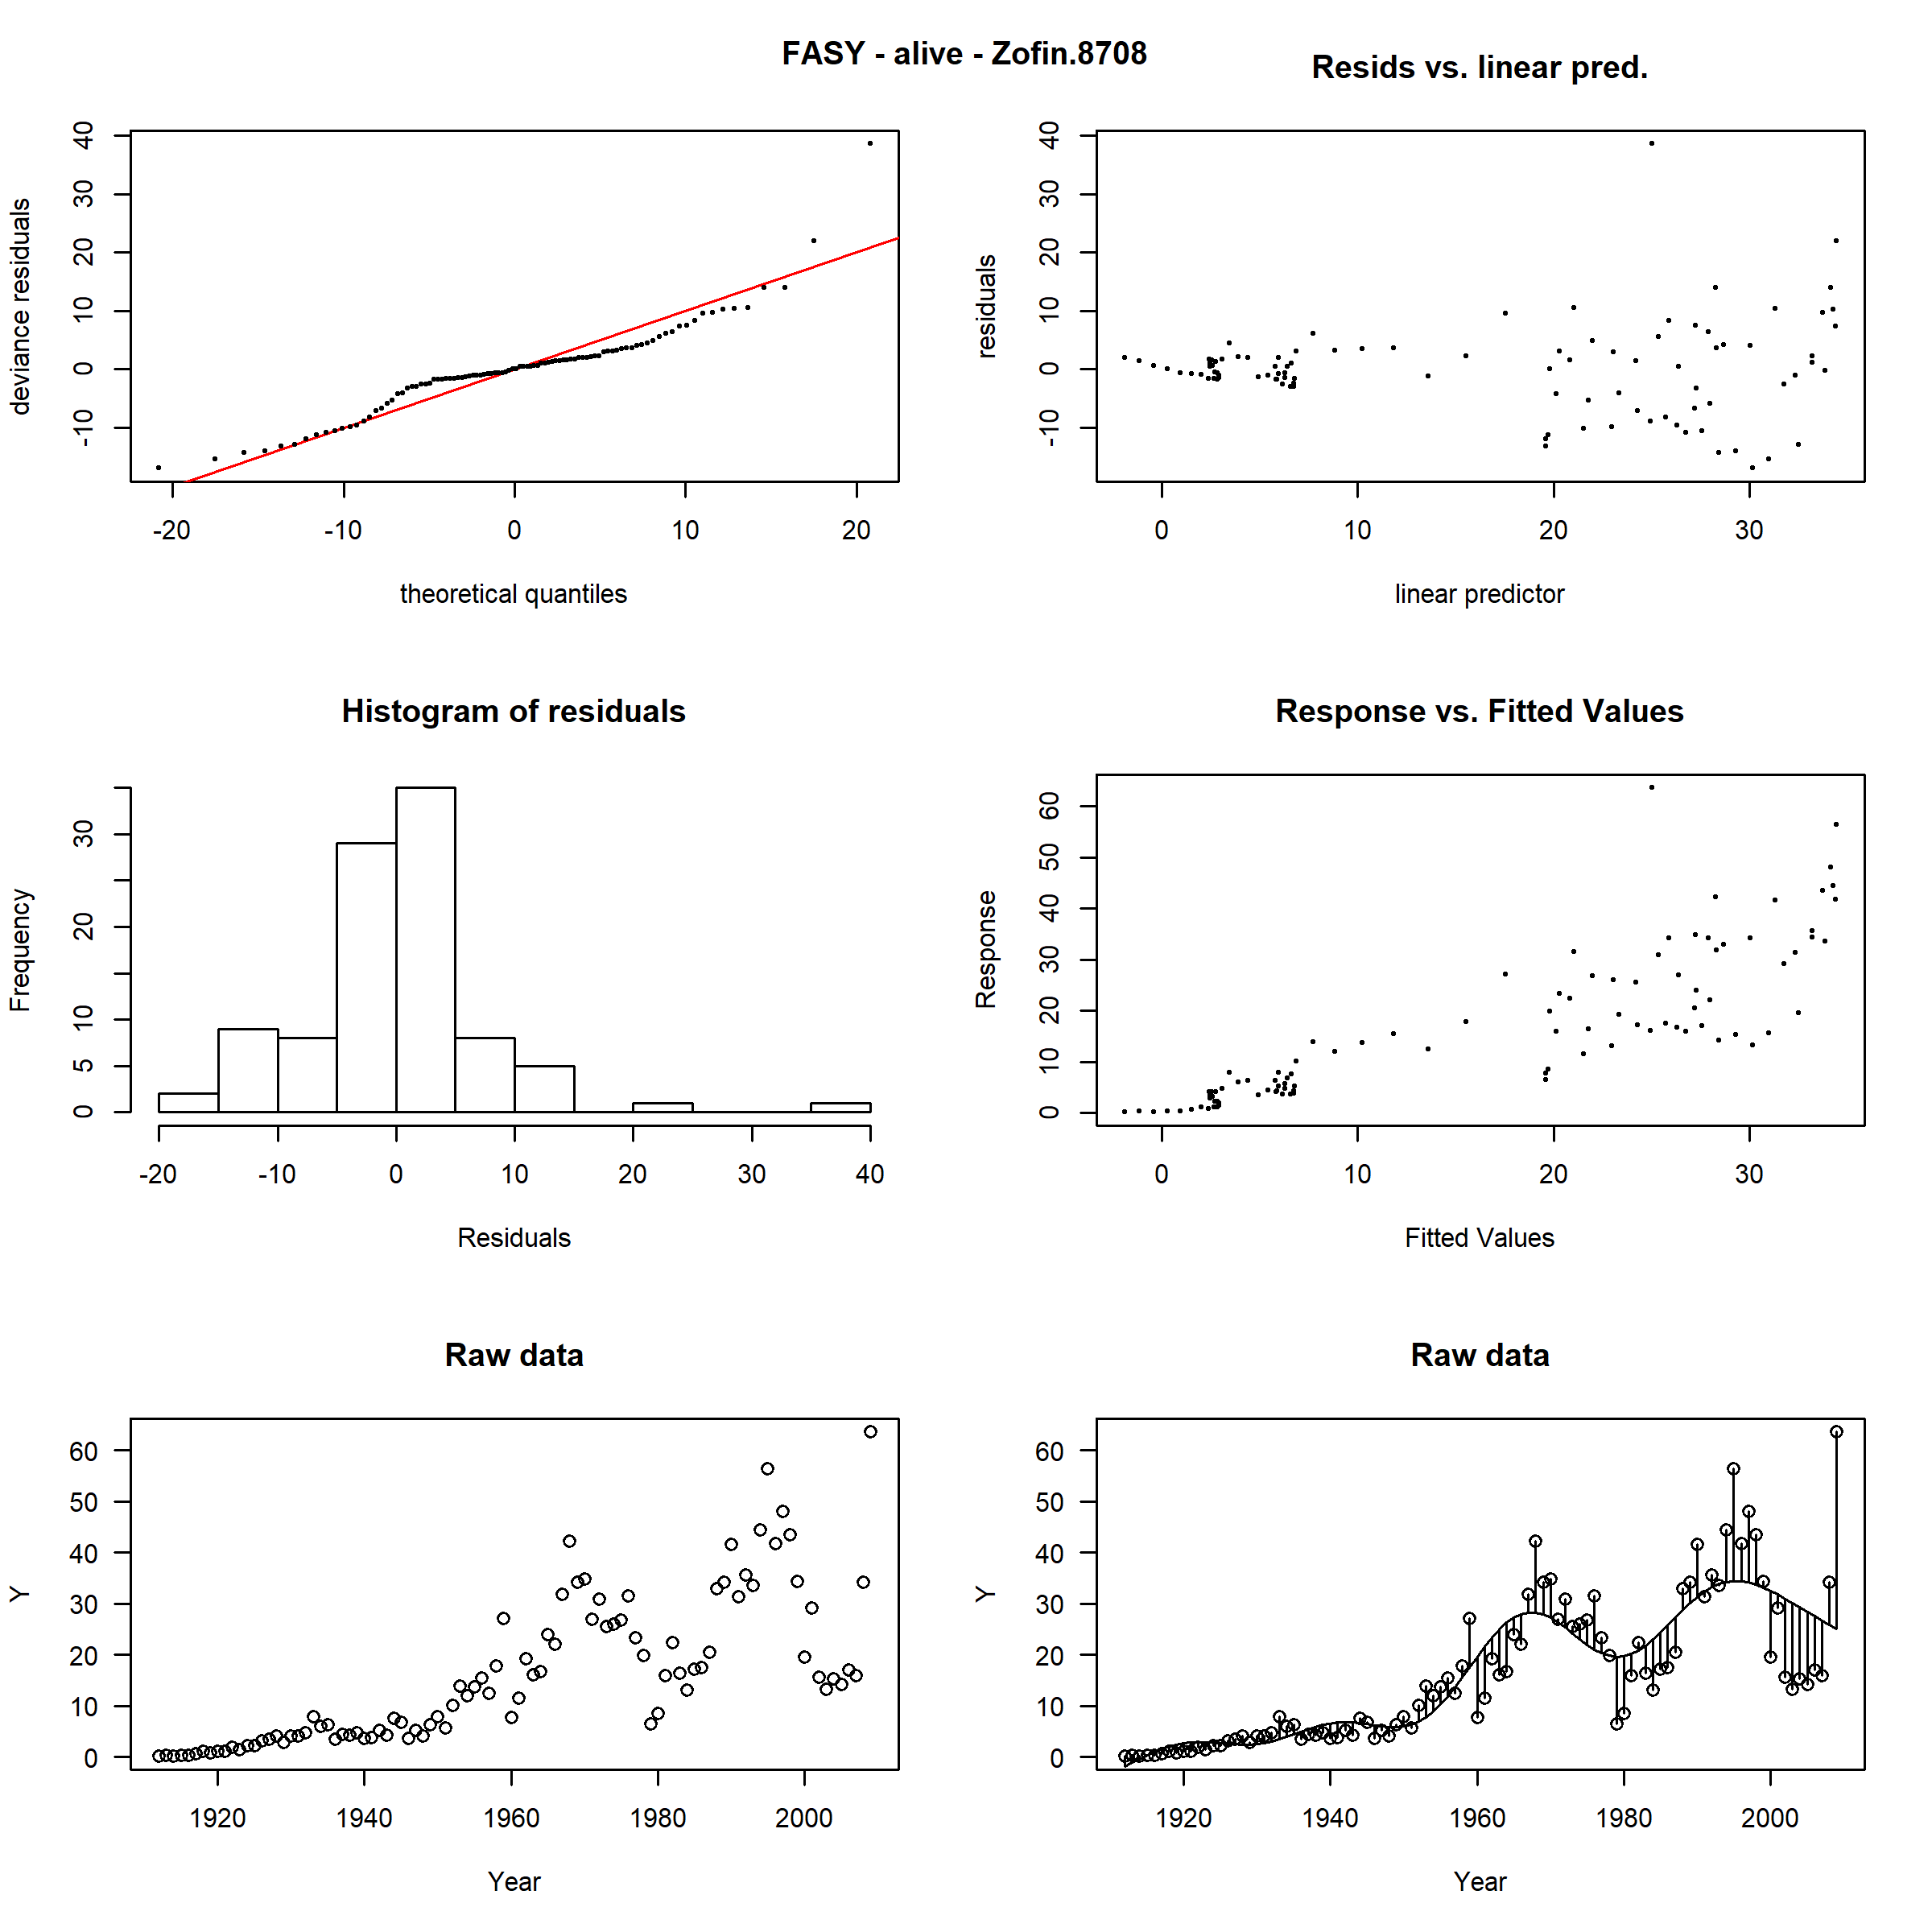 FASY - alive - Zofin.8708
Resids vs. linear pred.
deviance residuals
-10 0 10 20 30 40
-20 -10 0 10 20
theoretical quantiles
residuals
-10 0 10 20 30 40
0 10 20 30
linear predictor
Histogram of residuals
Frequency
0 5 10 20 30
-20 -10 0 10 20 30 40
Residuals
Response vs. Fitted Values
Response
0 10 20 30 40 50 60
0 10 20 30
Fitted Values
Raw data
Y
60
50
40
30
20
10
0
1920 1940 1960 1980 2000
Year
Raw data
Y
60
50
40
30
20
10
0
1920 1940 1960 1980 2000
Year